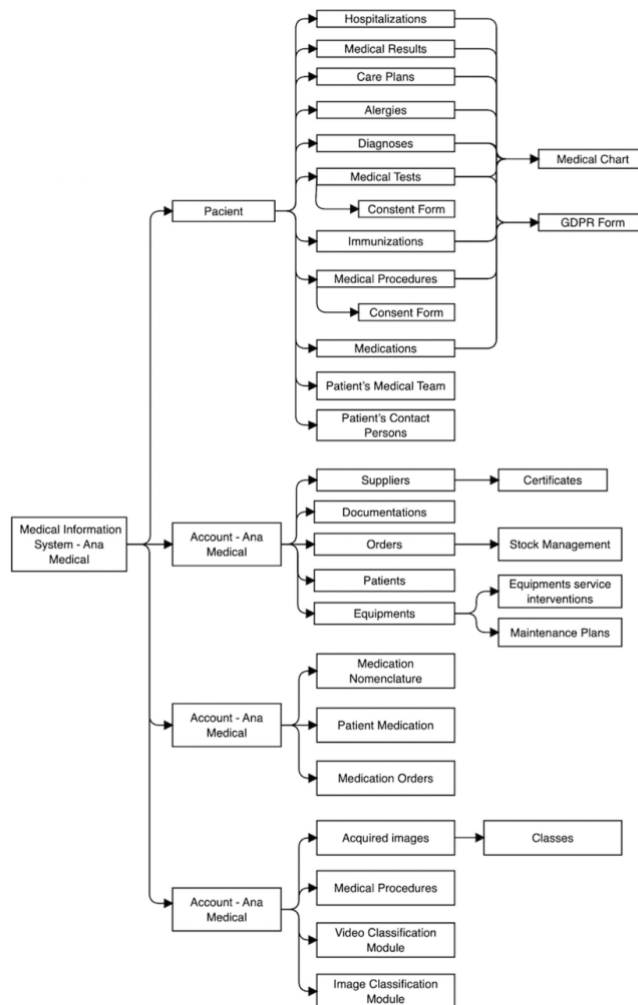 Hospitalizations
Medical Results
Care Plans
Alergies
Diagnoses
Medical Tests
Constent Form
Immunizations
Medical Procedures
Consent Form
Medications
Patient's Medical Team
Patient's Contact
Persons
Medical Chart
GDPR Form
Pacient
Medical Information
System - Ana
Medical
Account - Ana
Medical
Suppliers
Certificates
Documentations
Orders
Stock Management
Patients
Equipments
Equipments service
interventions
Maintenance Plans
Account - Ana
Medical
Medication
Nomenclature
Patient Medication
Medication Orders
Account - Ana
Medical
Acquired images
Classes
Medical Procedures
Video Classification
Module
Image Classification
Module